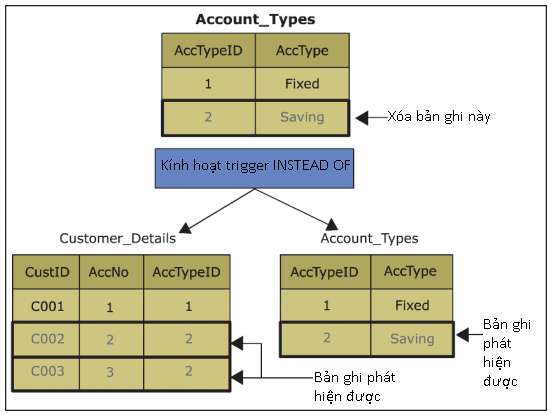 Account_Types
AccTypeID AccType
1 Fixed
2 Saving
Xóa bản ghi này
Kính hoạt trigger INSTEAD OF
Customer_Details
CustID AccNo AccTypeID
C001 1 1
C002 2 2
C003 3 2
Bản ghi phát
hiện được
Account_Types
AccTypeID AccType
1 Fixed
2 Saving
Bản ghi
phát
hiện
được